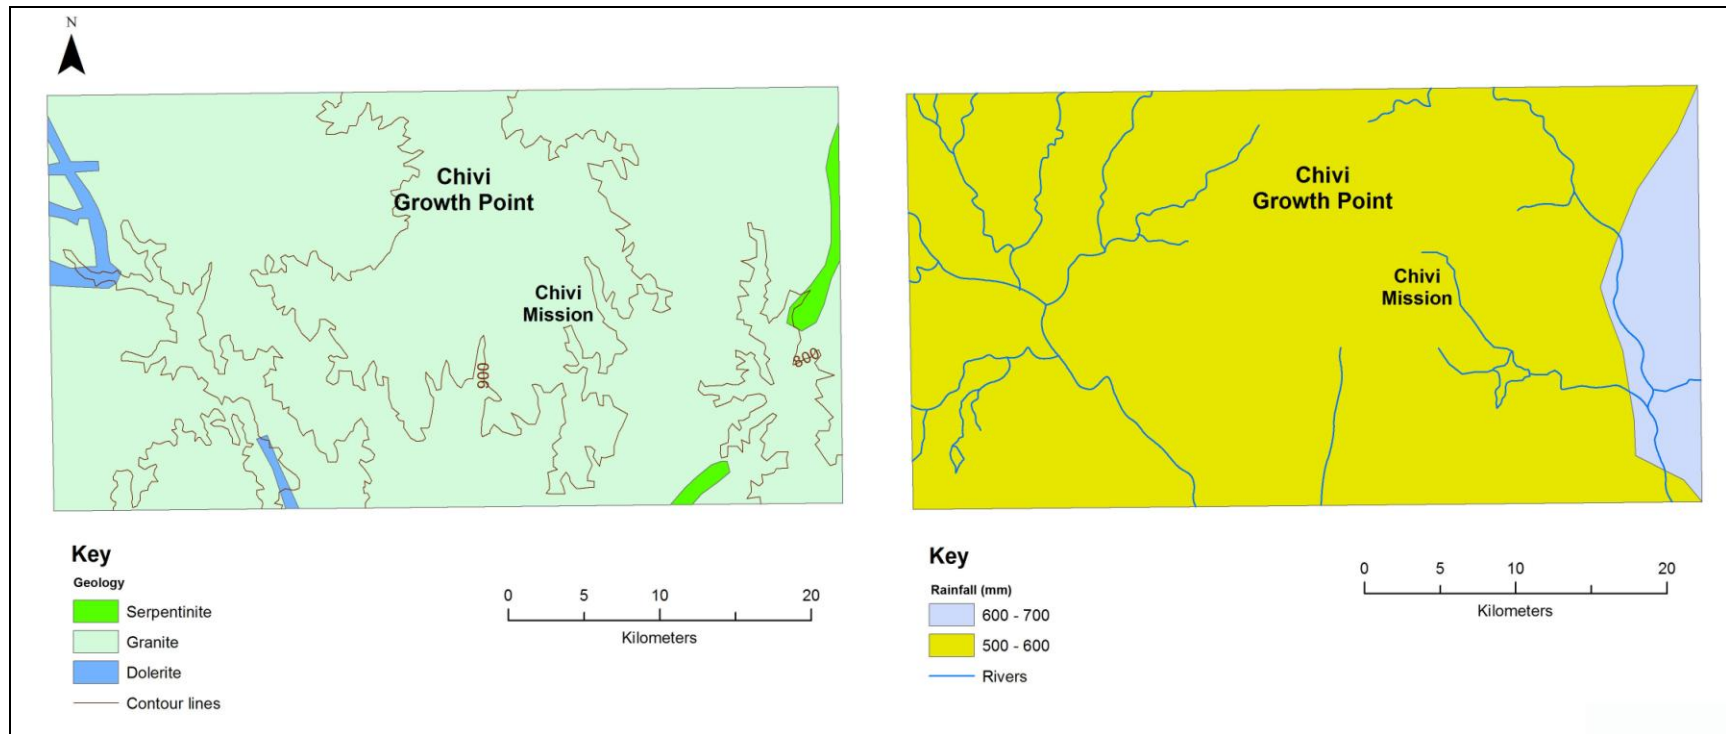 N
Chivi
Growth Point
Chivi
Mission
900
800
Key
Geology
Serpentinite
Granite
Dolerite
Contour lines
0 5 10 20
Kilometers
Chivi
Growth Point
Chivi
Mission
Key
Rainfall (mm)
600 - 700
500 - 600
Rivers
0 5 10 20
Kilometers